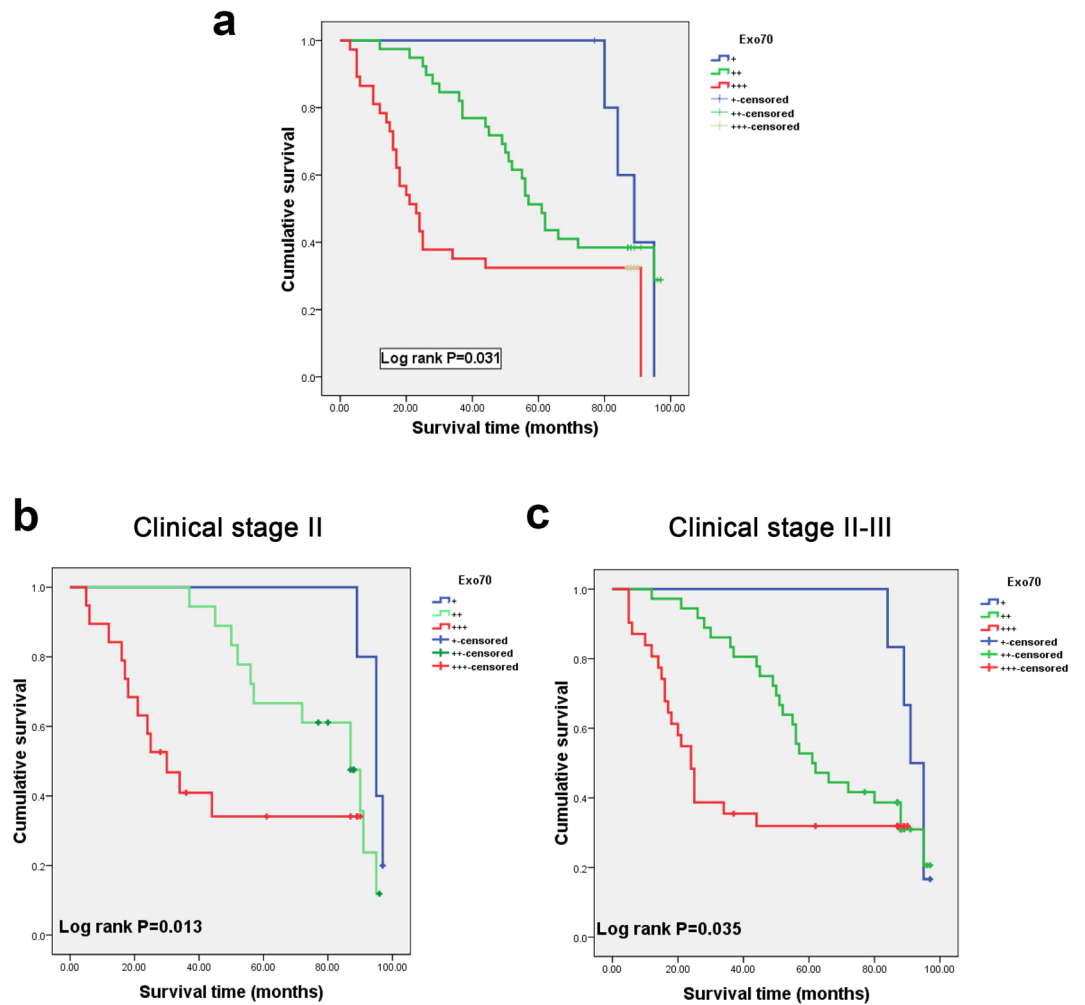 a
Exo70
+
++
+++
+-censored
++-censored
+++-censored
1.0
0.8
0.6
0.4
0.2
0.0
Cumulative survival
Log rank P=0.031
0.00 20.00 40.00 60.00 80.00 100.00
Survival time (months)
b
Clinical stage II
Exo70
+
++
+++
+-censored
++-censored
+++-censored
1.0
0.8
0.6
0.4
0.2
0.0
Cumulative survival
Log rank P=0.013
0.00 20.00 40.00 60.00 80.00 100.00
Survival time (months)
c
Clinical stage II-III
Exo70
+
++
+++
+-censored
++-censored
+++-censored
1.0
0.8
0.6
0.4
0.2
0.0
Cumulative survival
Log rank P=0.035
0.00 20.00 40.00 60.00 80.00 100.00
Survival time (months)